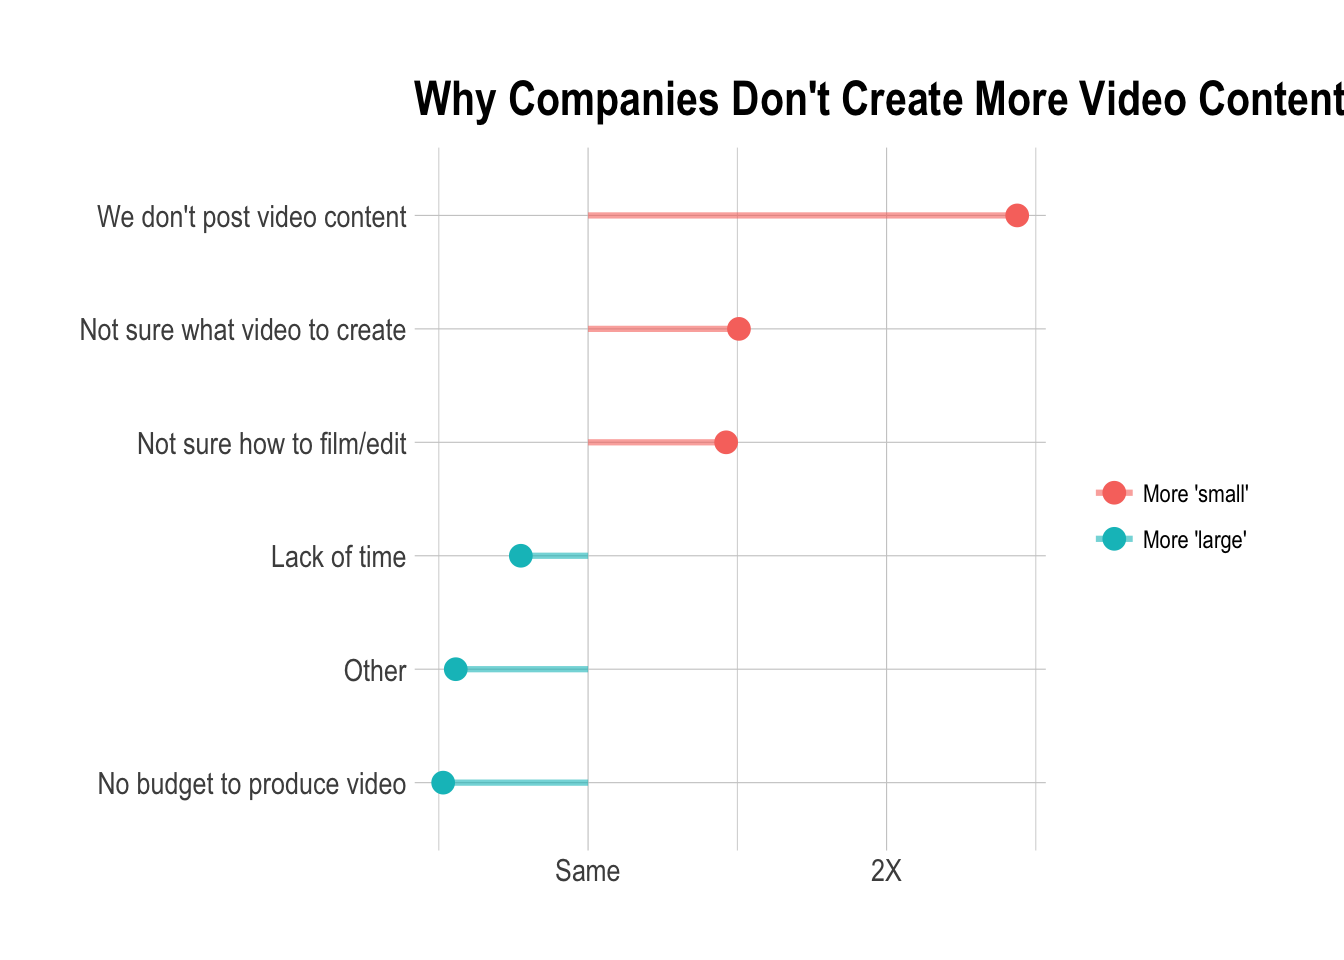 Why Companies Don't Create More Video Content
We don't post video content
Not sure what video to create
Not sure how to film/edit
Lack of time
Other
No budget to produce video
Same
2X
More 'small'
More 'large'